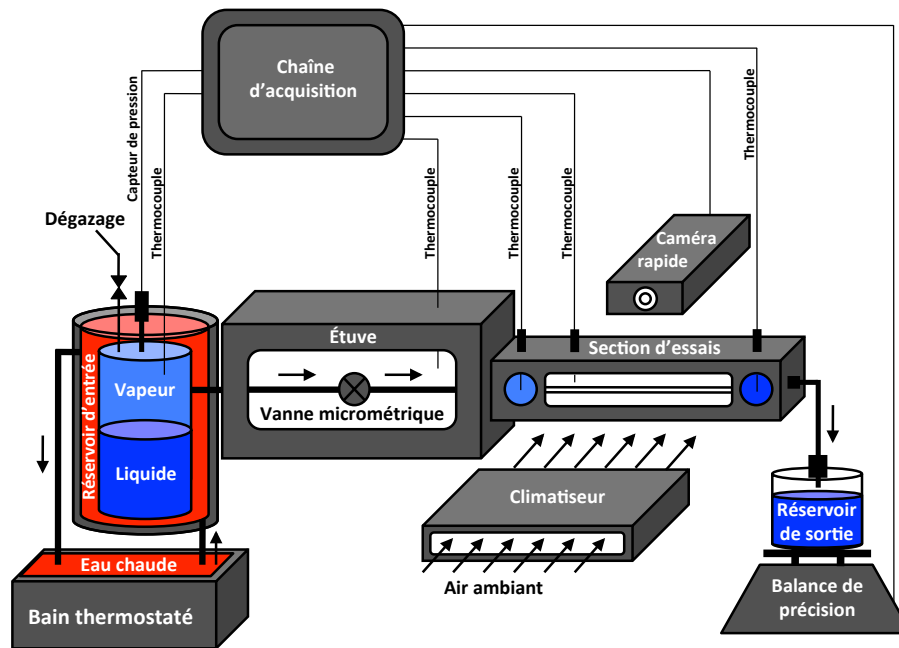 Chaîne
d'acquisition
Capteur de pression
Thermocouple
Thermocouple
Thermocouple
Thermocouple
Thermocouple
Dégazage
Caméra
rapide
Étuve
Section d'essais
Réservoir d'entrée
Vapeur
Vanne micrométrique
Liquide
Climatiseur
Réservoir
de sortie
Eau chaude
Air ambiant
Bain thermostaté
Balance de
précision